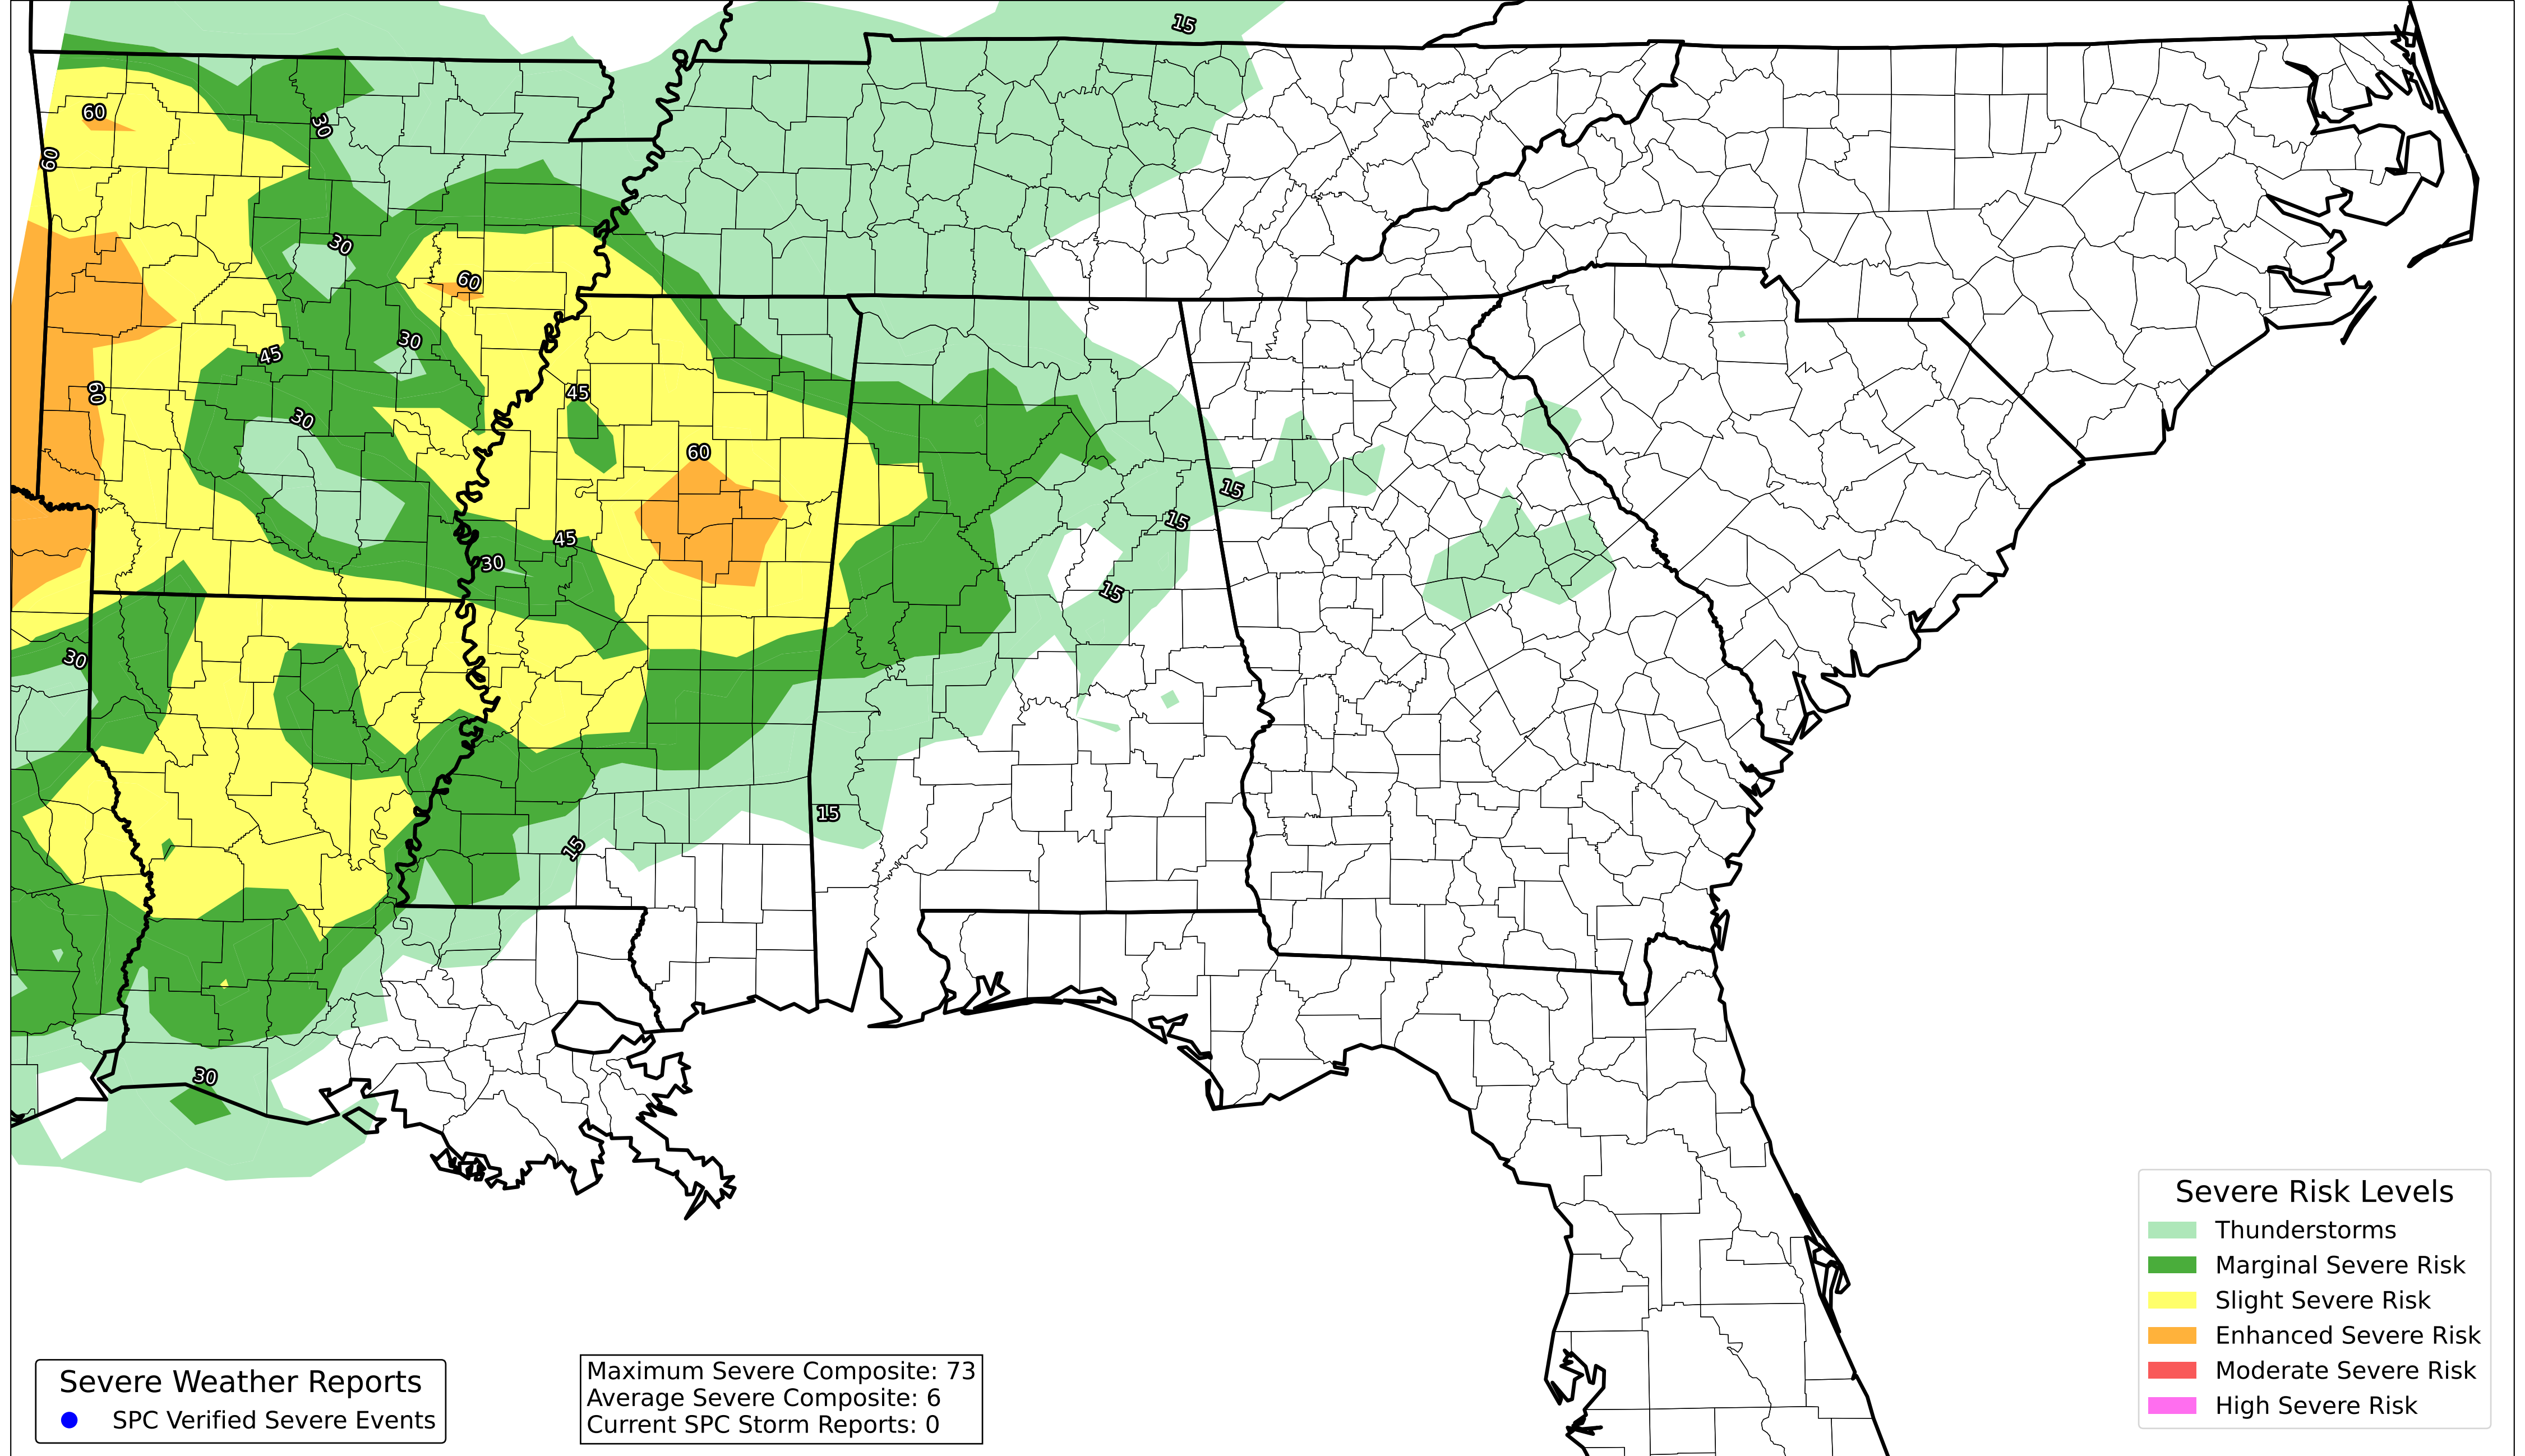 15
60
30
60
30
60
30
45
60
45
30
60
15
15
45
30
15
30
15
15
30
Severe Risk Levels
Thunderstorms
Marginal Severe Risk
Slight Severe Risk
Enhanced Severe Risk
Moderate Severe Risk
High Severe Risk
Severe Weather Reports
SPC Verified Severe Events
Maximum Severe Composite: 73
Average Severe Composite: 6
Current SPC Storm Reports: 0